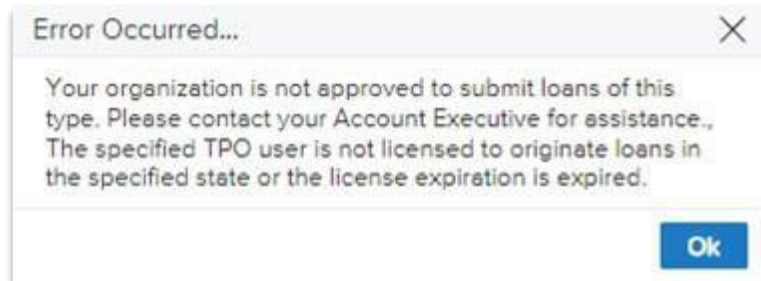 Error Occurred...
Your organization is not approved to submit loans of this
type. Please contact your Account Executive for assistance.,
The specified TPO user is not licensed to originate loans in
the specified state or the license expiration is expired.
Ok